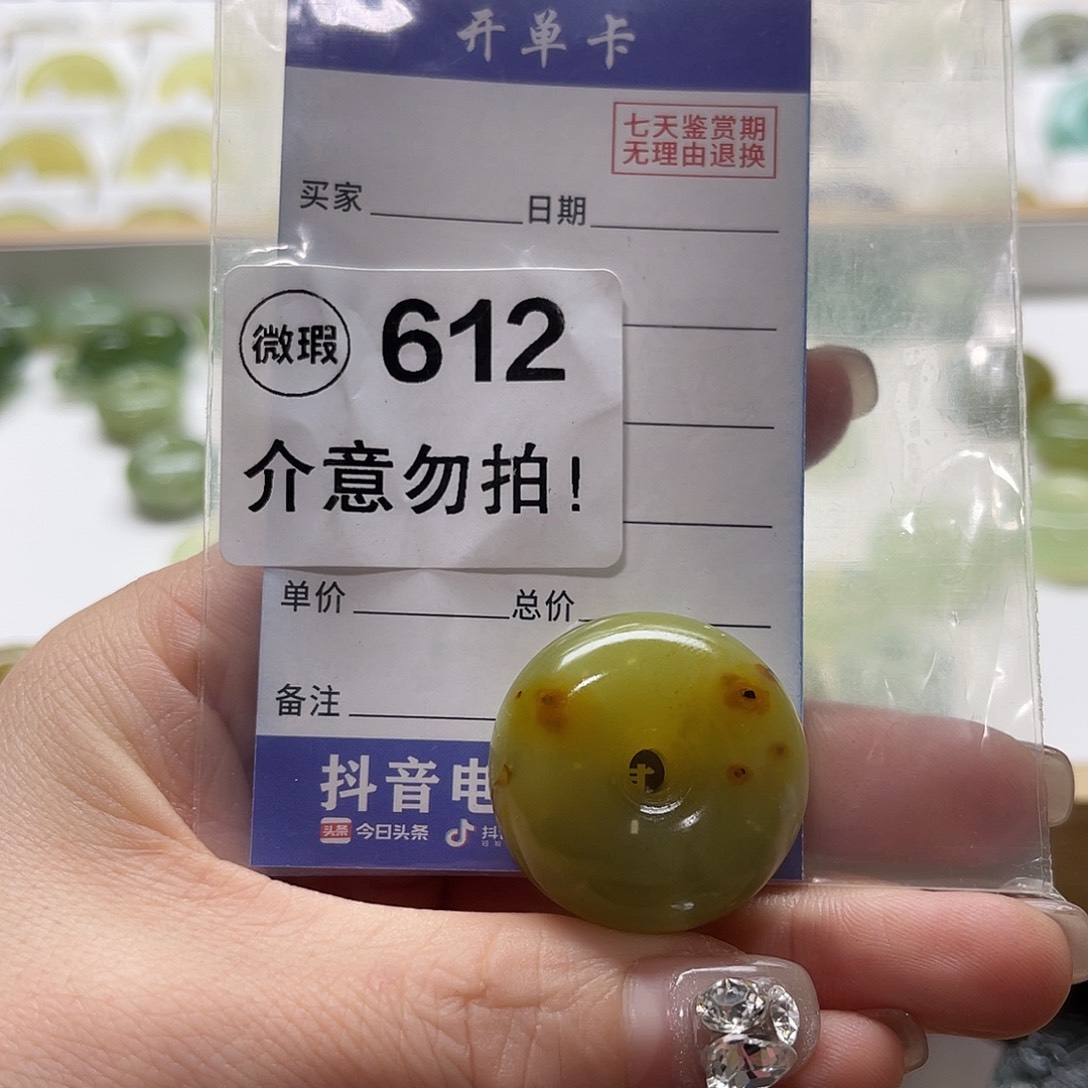 开单卡
七天鉴赏期
无理由退换
买家 日期
微瑕 612
介意勿拍!
单价 总价
备注
抖音电
头条 今日头条 抖